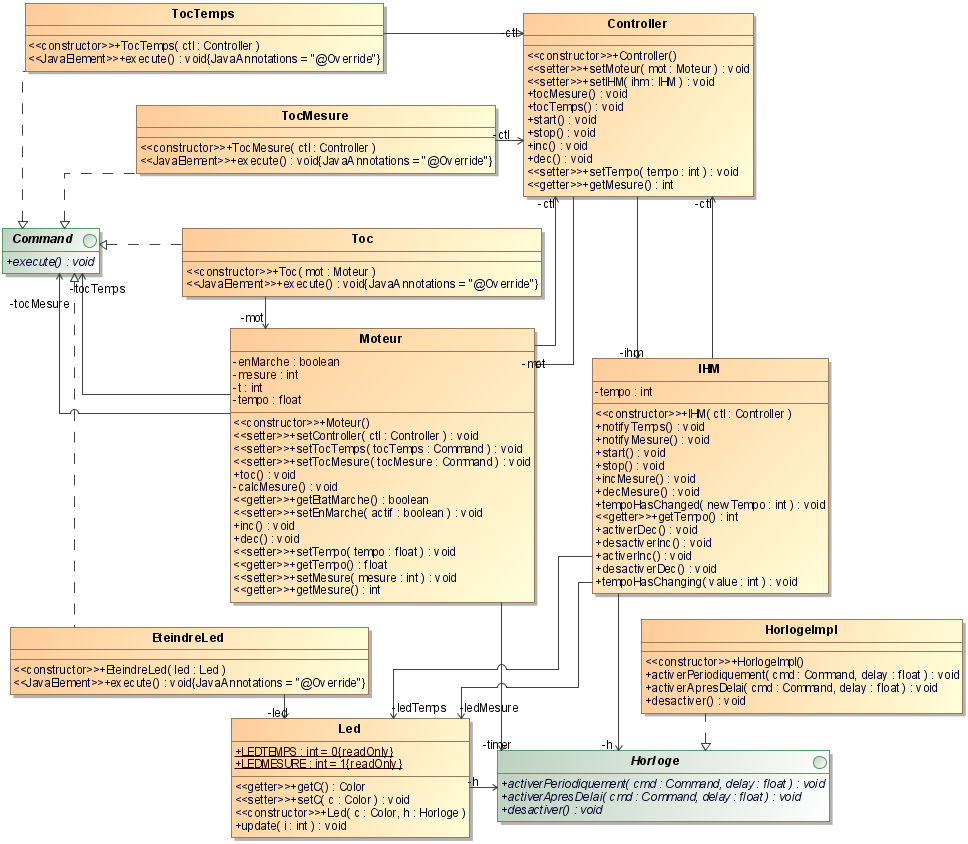 TocTemps
<<constructor>>+TocTemps( ctl : Controller )
<<JavaElement>>+execute() : void{JavaAnnotations = "@Override"}
-ctl
Controller
<<constructor>>+Controller()
<<setter>>+setMoteur( mot : Moteur ) : void
<<setter>>+setIHM( ihm : IHM ) : void
+tocMesure() : void
+tocTemps() : void
+start() : void
+stop() : void
+inc() : void
+dec() : void
<<setter>>+setTempo( tempo : int ) : void
<<getter>>+getMesure() : int
TocMesure
<<constructor>>+TocMesure( ctl : Controller )
<<JavaElement>>+execute() : void{JavaAnnotations = "@Override"}
-ctl
-ctl
-ctl
Command
+execute() : void
Toc
<<constructor>>+Toc( mot : Moteur )
<<JavaElement>>+execute() : void{JavaAnnotations = "@Override"}
-tocTemps
-tocMesure
-mot
-mot
-ihm
Moteur
-enMarche : boolean
-mesure : int
-t : int
-tempo : float
<<constructor>>+Moteur()
<<setter>>+setController( ctl : Controller ) : void
<<setter>>+setTocTemps( tocTemps : Command ) : void
<<setter>>+setTocMesure( tocMesure : Command ) : void
+toc() : void
-calcMesure() : void
<<getter>>+getEtatMarche() : boolean
<<setter>>+setEnMarche( actif : boolean ) : void
+inc() : void
+dec() : void
<<setter>>+setTempo( tempo : float ) : void
<<getter>>+getTempo() : float
<<setter>>+setMesure( mesure : int ) : void
<<getter>>+getMesure() : int
IHM
-tempo : int
<<constructor>>+IHM( ctl : Controller )
+notifyTemps() : void
+notifyMesure() : void
+start() : void
+stop() : void
+incMesure() : void
+decMesure() : void
+tempoHasChanged( newTempo : int ) : void
<<getter>>+getTempo() : int
+activerDec() : void
+desactiverInc() : void
+activerInc() : void
+desactiverDec() : void
+tempoHasChanging( value : int ) : void
EteindreLed
<<constructor>>+EteindreLed( led : Led )
<<JavaElement>>+execute() : void{JavaAnnotations = "@Override"}
HorlogeImpl
<<constructor>>+HorlogeImpl()
+activerPeriodiquement( cmd : Command, delay : float ) : void
+activerApresDelai( cmd : Command, delay : float ) : void
+desactiver() : void
-led
-ledTemps
-ledMesure
-timer
-h
Led
+LEDTEMPS : int = 0{readOnly}
+LEDMESURE : int = 1{readOnly}
<<getter>>+getC() : Color
<<setter>>+setC( c : Color ) : void
<<constructor>>+Led( c : Color, h : Horloge )
+update( i : int ) : void
-h
Horloge
+activerPeriodiquement( cmd : Command, delay : float ) : void
+activerApresDelai( cmd : Command, delay : float ) : void
+desactiver() : void